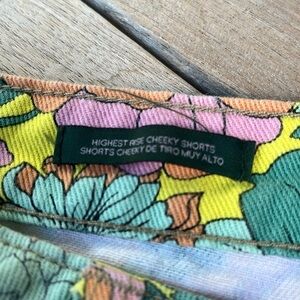 HIGHEST RISE CHEEKY SHORTS
SHORTS CHEEKY DE TIRO MUY ALTO